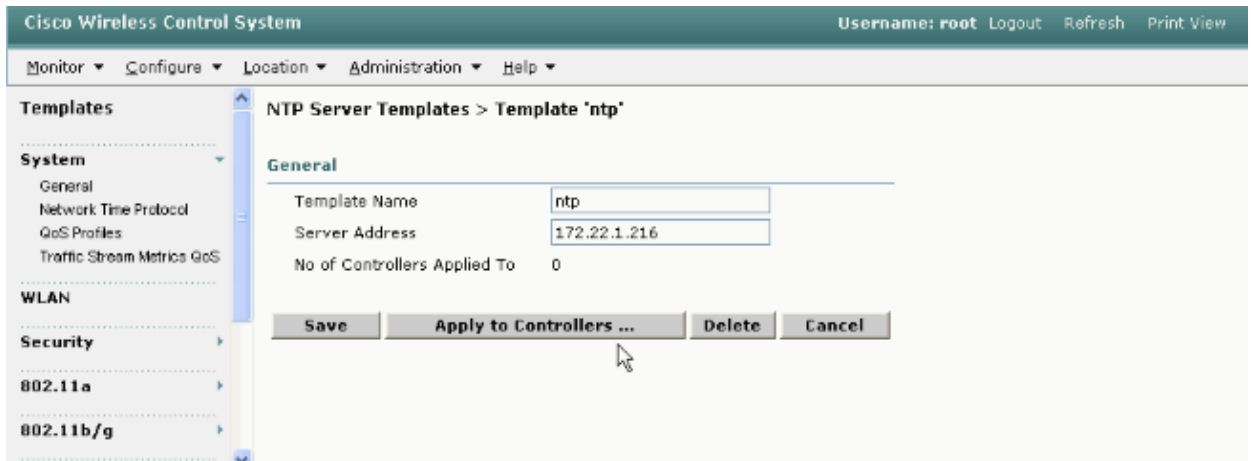 Cisco Wireless Control System
Username: root Logout Refresh Print View
Monitor Configure Location Administration Help
Templates
System
General
Network Time Protocol
QoS Profiles
Traffic Stream Metrics QoS
WLAN
Security
802.11a
802.11b/g
NTP Server Templates > Template 'ntp'
General
Template Name ntp
Server Address 172.22.1.216
No of Controllers Applied To 0
Save Apply to Controllers ... Delete Cancel